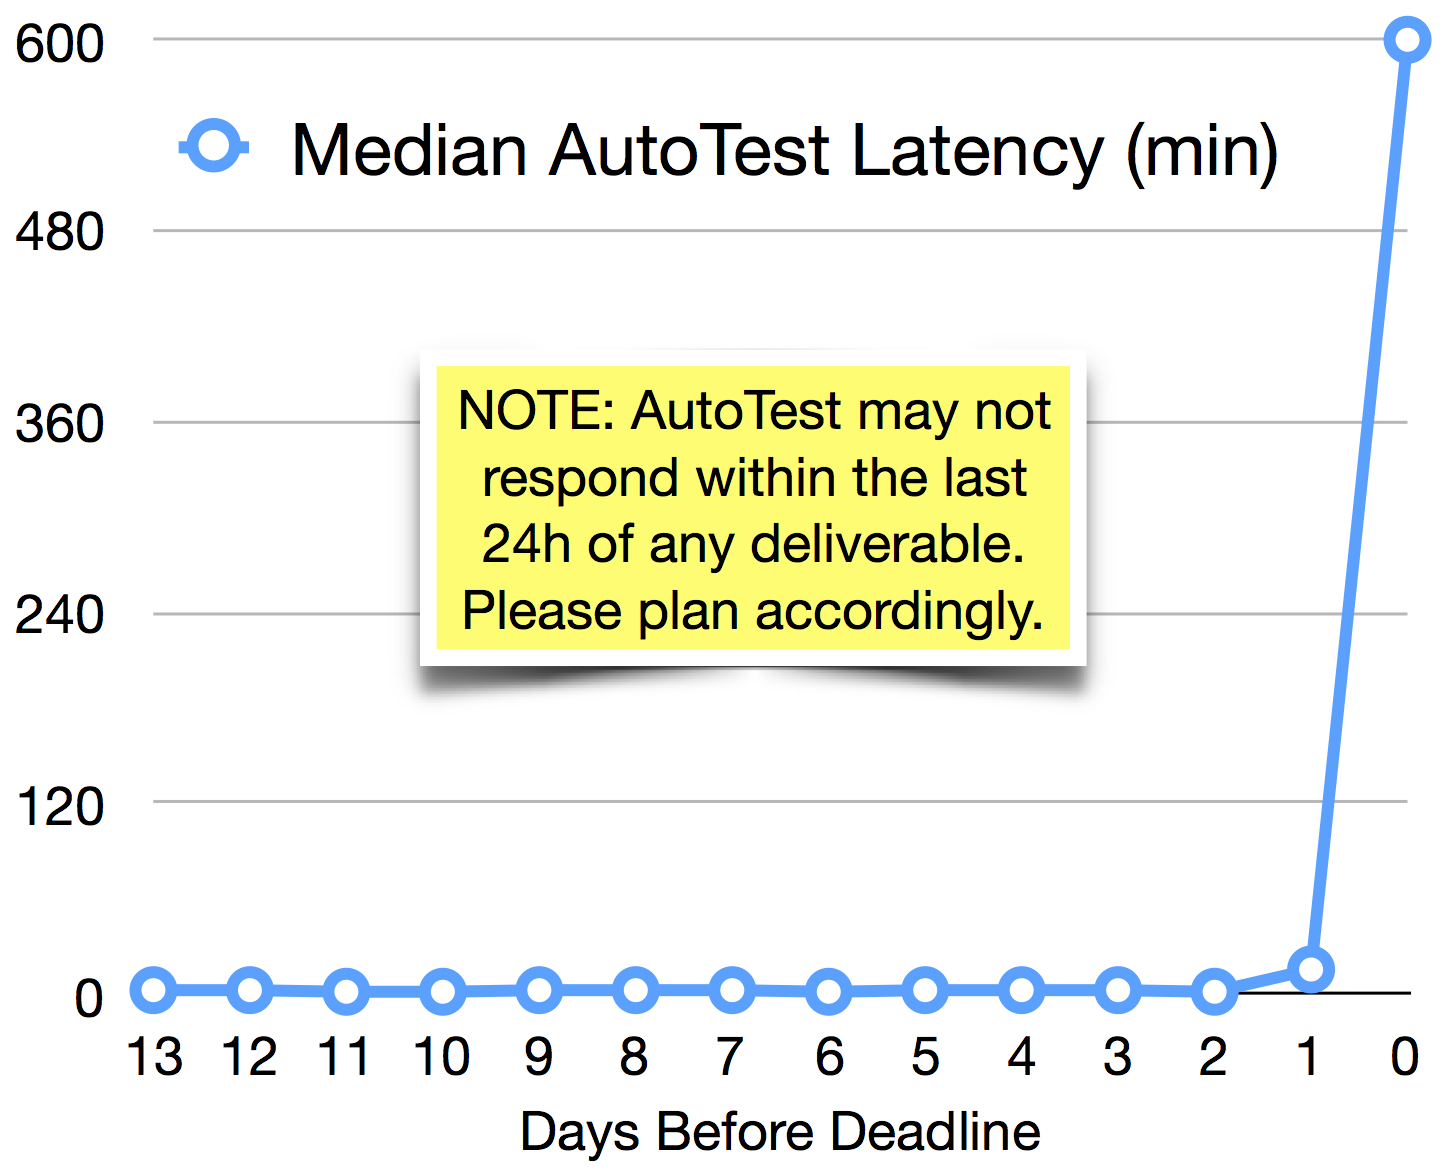 600
Median AutoTest Latency (min)
480
360
NOTE: AutoTest may not
respond within the last
24h of any deliverable.
Please plan accordingly.
240
120
0
13 12 11 10 9 8 7 6 5 4 3 2 1 0
Days Before Deadline